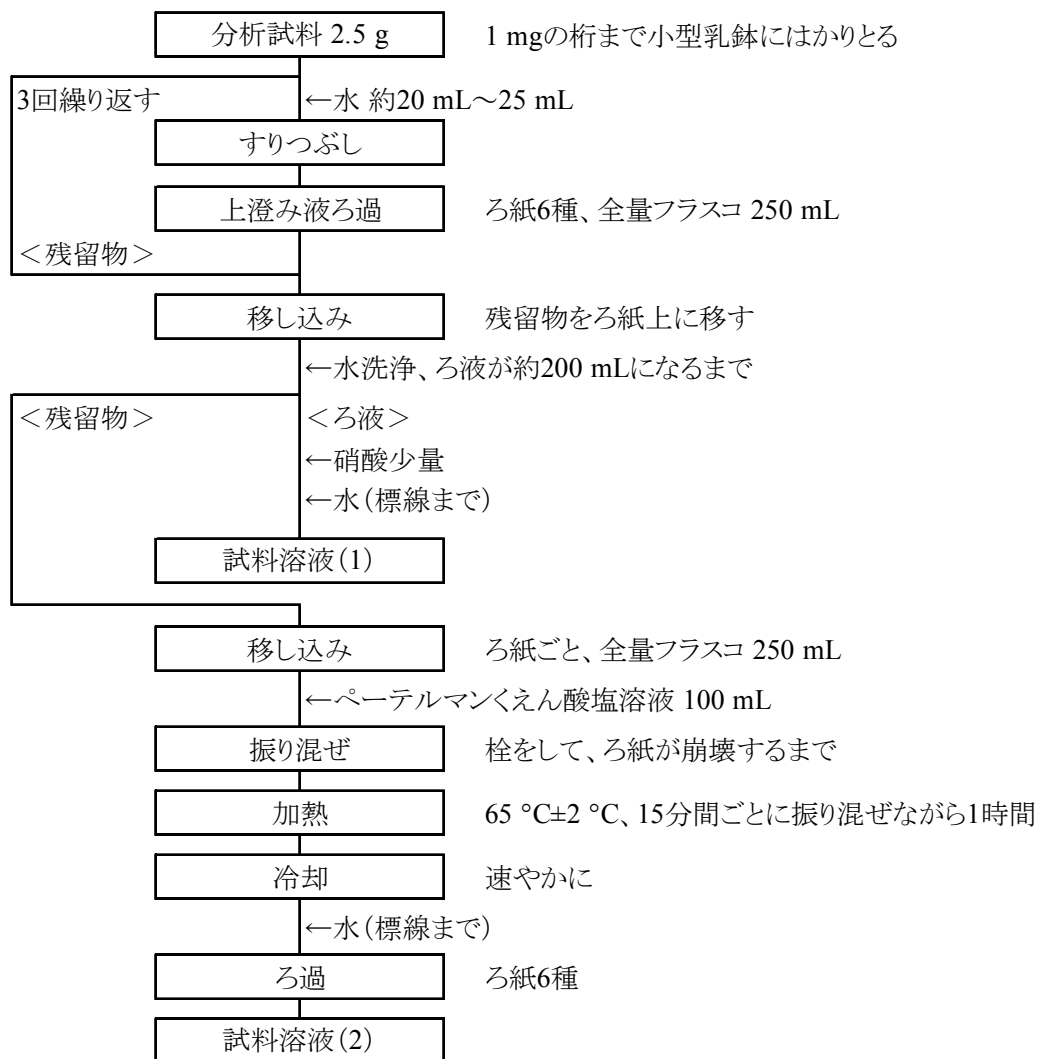 分析試料 2.5 g 1 mgの桁まで小型乳鉢にはかりとる
3回繰り返す ←水 約20 mL～25 mL
すりつぶし
上澄み液ろ過 ろ紙6種、全量フラスコ 250 mL
＜残留物＞
移し込み 残留物をろ紙上に移す
←水洗浄、ろ液が約200 mLになるまで
＜残留物＞ ＜ろ液＞
←硝酸少量
←水（標線まで）
試料溶液（1）
移し込み ろ紙ごと、全量フラスコ 250 mL
←ペーテルマンくえん酸塩溶液 100 mL
振り混ぜ 栓をして、ろ紙が崩壊するまで
加熱 65 °C±2 °C、15分間ごとに振り混ぜながら1時間
冷却 速やかに
←水（標線まで）
ろ過 ろ紙6種
試料溶液（2）